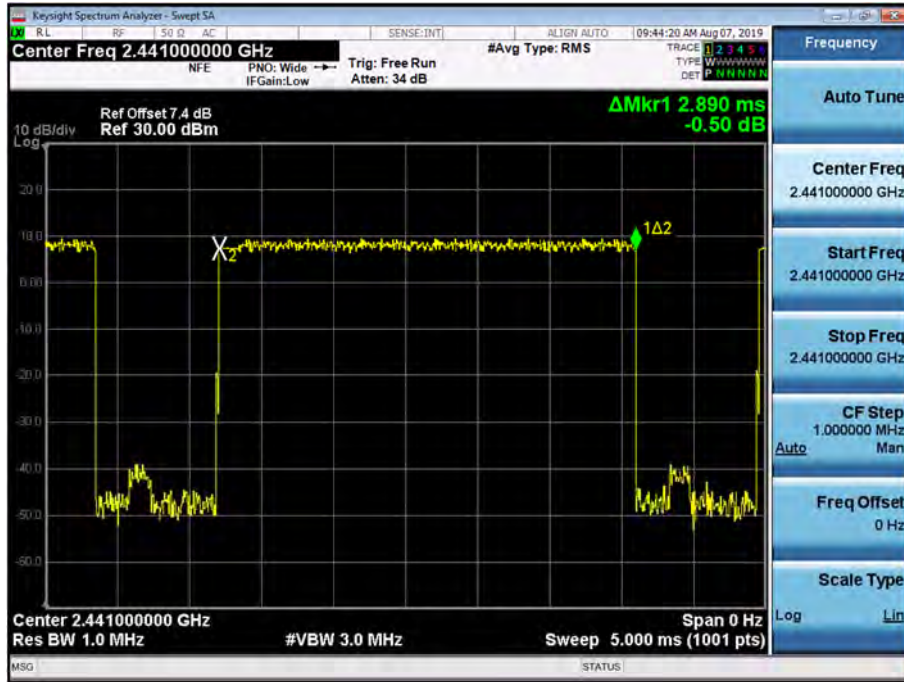 Keysight Spectrum Analyzer - Swept SA
LXI RL RF 50 Ω AC SENSE:INT ALIGN AUTO 09:44:20 AM Aug 07, 2019
Center Freq 2.441000000 GHz #Avg Type: RMS TRACE 1 2 3 4 5 6
NFE PNO: Wide Trig: Free Run TYPE WWWWWW
IFGain:Low Atten: 34 dB DET P N N N N N
ΔMkr1 2.890 ms
-0.50 dB
Ref Offset 7.4 dB
10 dB/div Ref 30.00 dBm
Log
20.0
10.0
0.00
-10.0
-20.0
-30.0
-40.0
-50.0
-60.0
X2
1Δ2
Center 2.441000000 GHz Span 0 Hz
Res BW 1.0 MHz #VBW 3.0 MHz Sweep 5.000 ms (1001 pts)
MSG STATUS
Frequency
Auto Tune
Center Freq
2.441000000 GHz
Start Freq
2.441000000 GHz
Stop Freq
2.441000000 GHz
CF Step
1.000000 MHz
Auto Man
Freq Offset
0 Hz
Scale Type
Log Lin